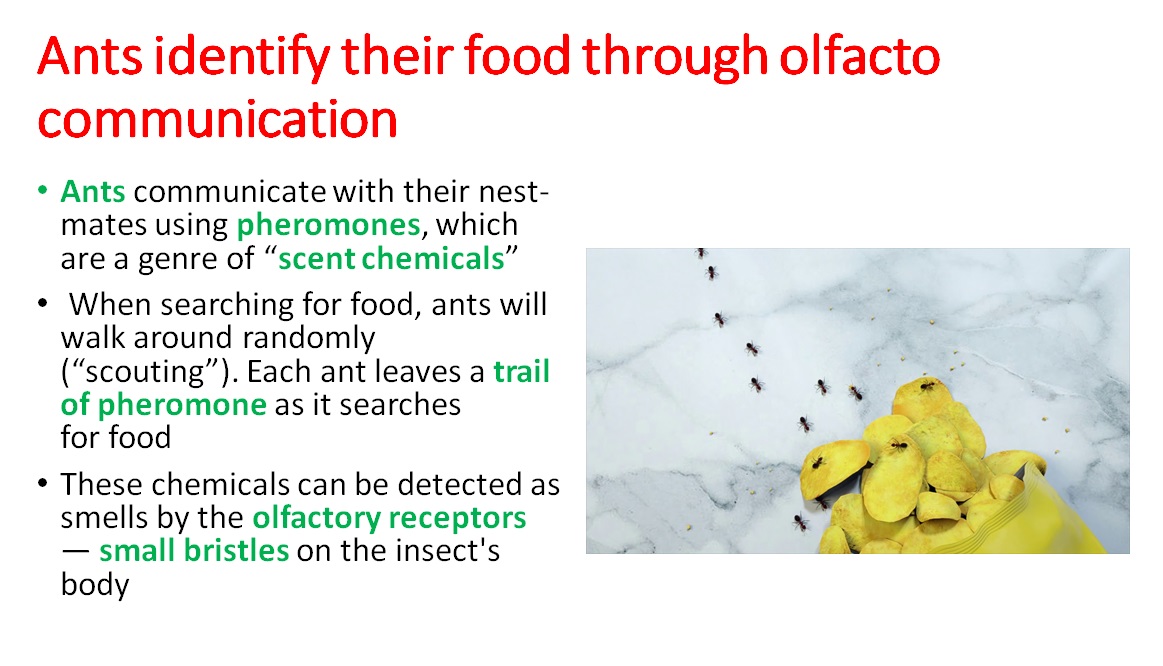 Ants identify their food through olfacto
communication
• Ants communicate with their nest-
mates using pheromones, which
are a genre of “scent chemicals”
• When searching for food, ants will
walk around randomly
(“scouting”). Each ant leaves a trail
of pheromone as it searches
for food
• These chemicals can be detected as
smells by the olfactory receptors
— small bristles on the insect's
body